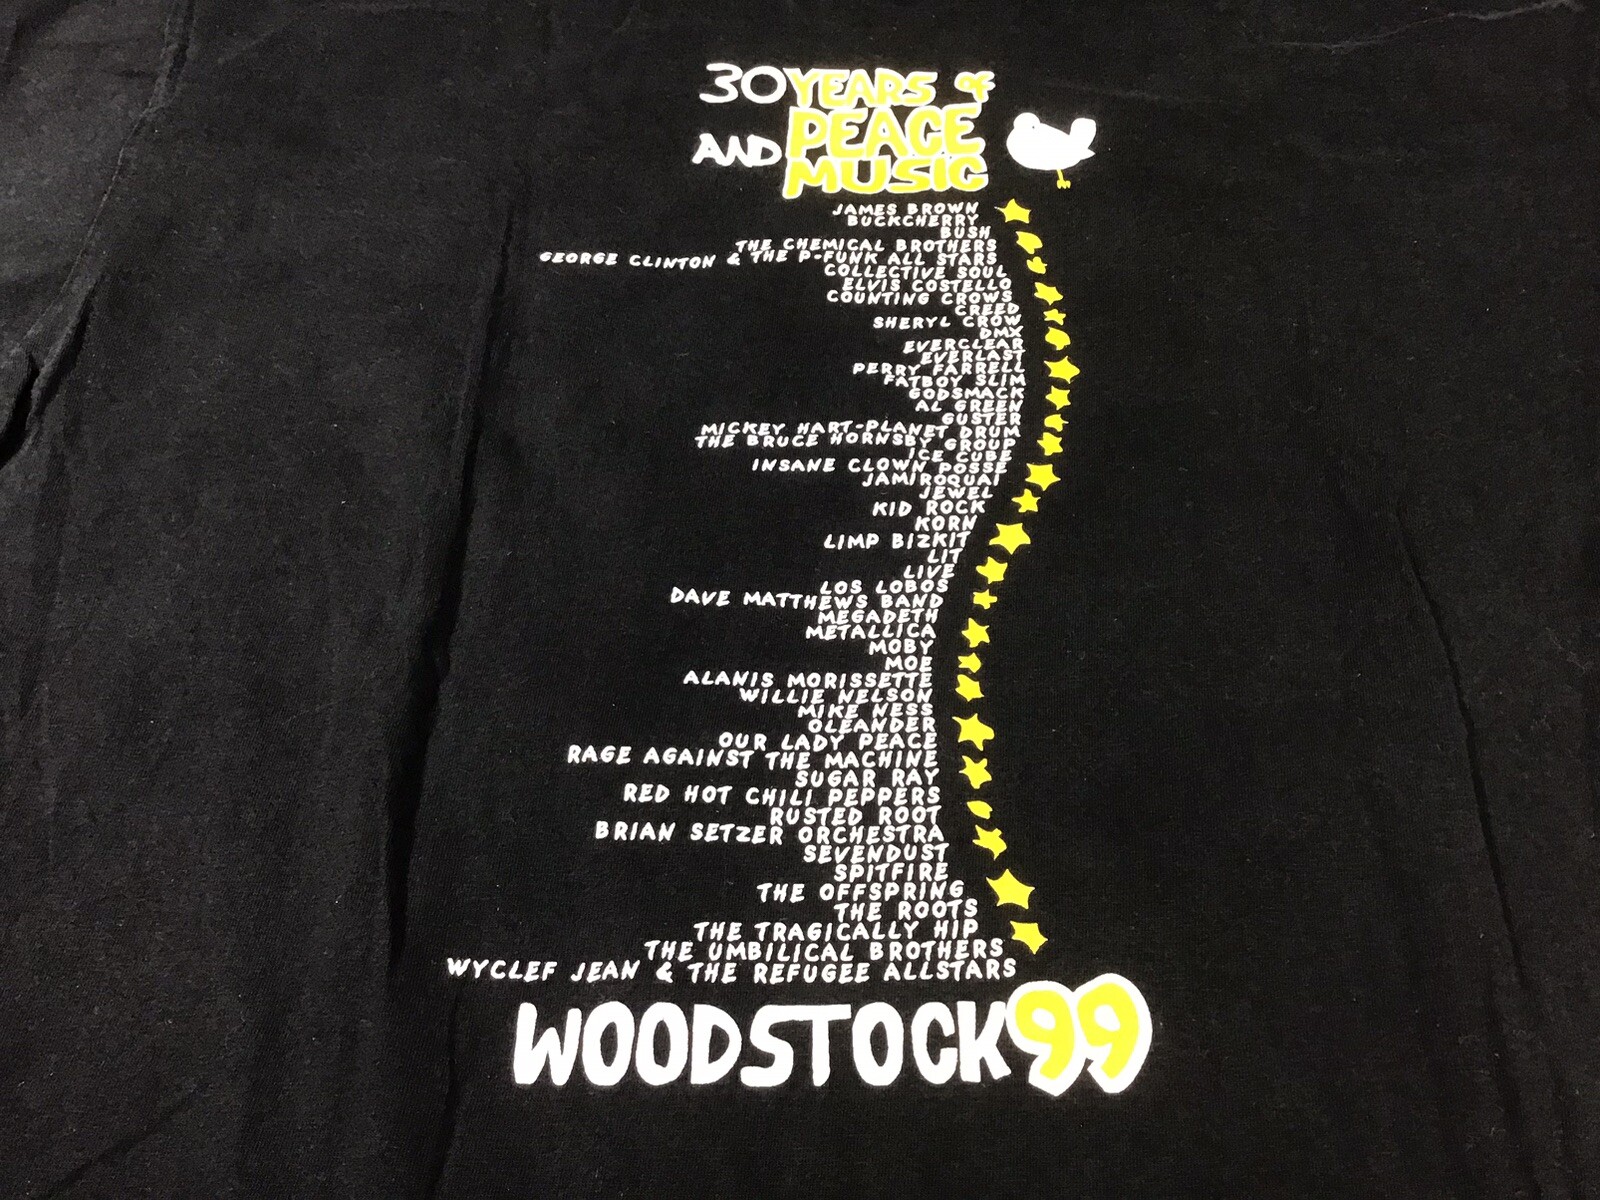 30 YEARS of
AND PEACE
MUSIC
JAMES BROWN
BUCKCHERRY
BUSH
THE CHEMICAL BROTHERS
GEORGE CLINTON & THE P-FUNK ALL STARS
COLLECTIVE SOUL
ELVIS COSTELLO
COUNTING CROWS
CREED
SHERYL CROW
DMX
EVERCLEAR
EVERLAST
PERRY FARRELL
FATBOY SLIM
GODSMACK
AL GREEN
GUSTER
MICKEY HART-PLANET DRUM
THE BRUCE HORNSBY GROUP
ICE CUBE
INSANE CLOWN POSSE
JAMIROQUAI
JEWEL
KID ROCK
KORN
LIMP BIZKIT
LIT
LIVE
LOS LOBOS
DAVE MATTHEWS BAND
MEGADETH
METALLICA
MOBY
MOE
ALANIS MORISSETTE
WILLIE NELSON
MIKE NESS
OLEANDER
OUR LADY PEACE
RAGE AGAINST THE MACHINE
SUGAR RAY
RED HOT CHILI PEPPERS
RUSTED ROOT
BRIAN SETZER ORCHESTRA
SEVENDUST
SPITFIRE
THE OFFSPRING
THE ROOTS
THE TRAGICALLY HIP
THE UMBILICAL BROTHERS
WYCLEF JEAN & THE REFUGEE ALLSTARS
WOODSTOCK99